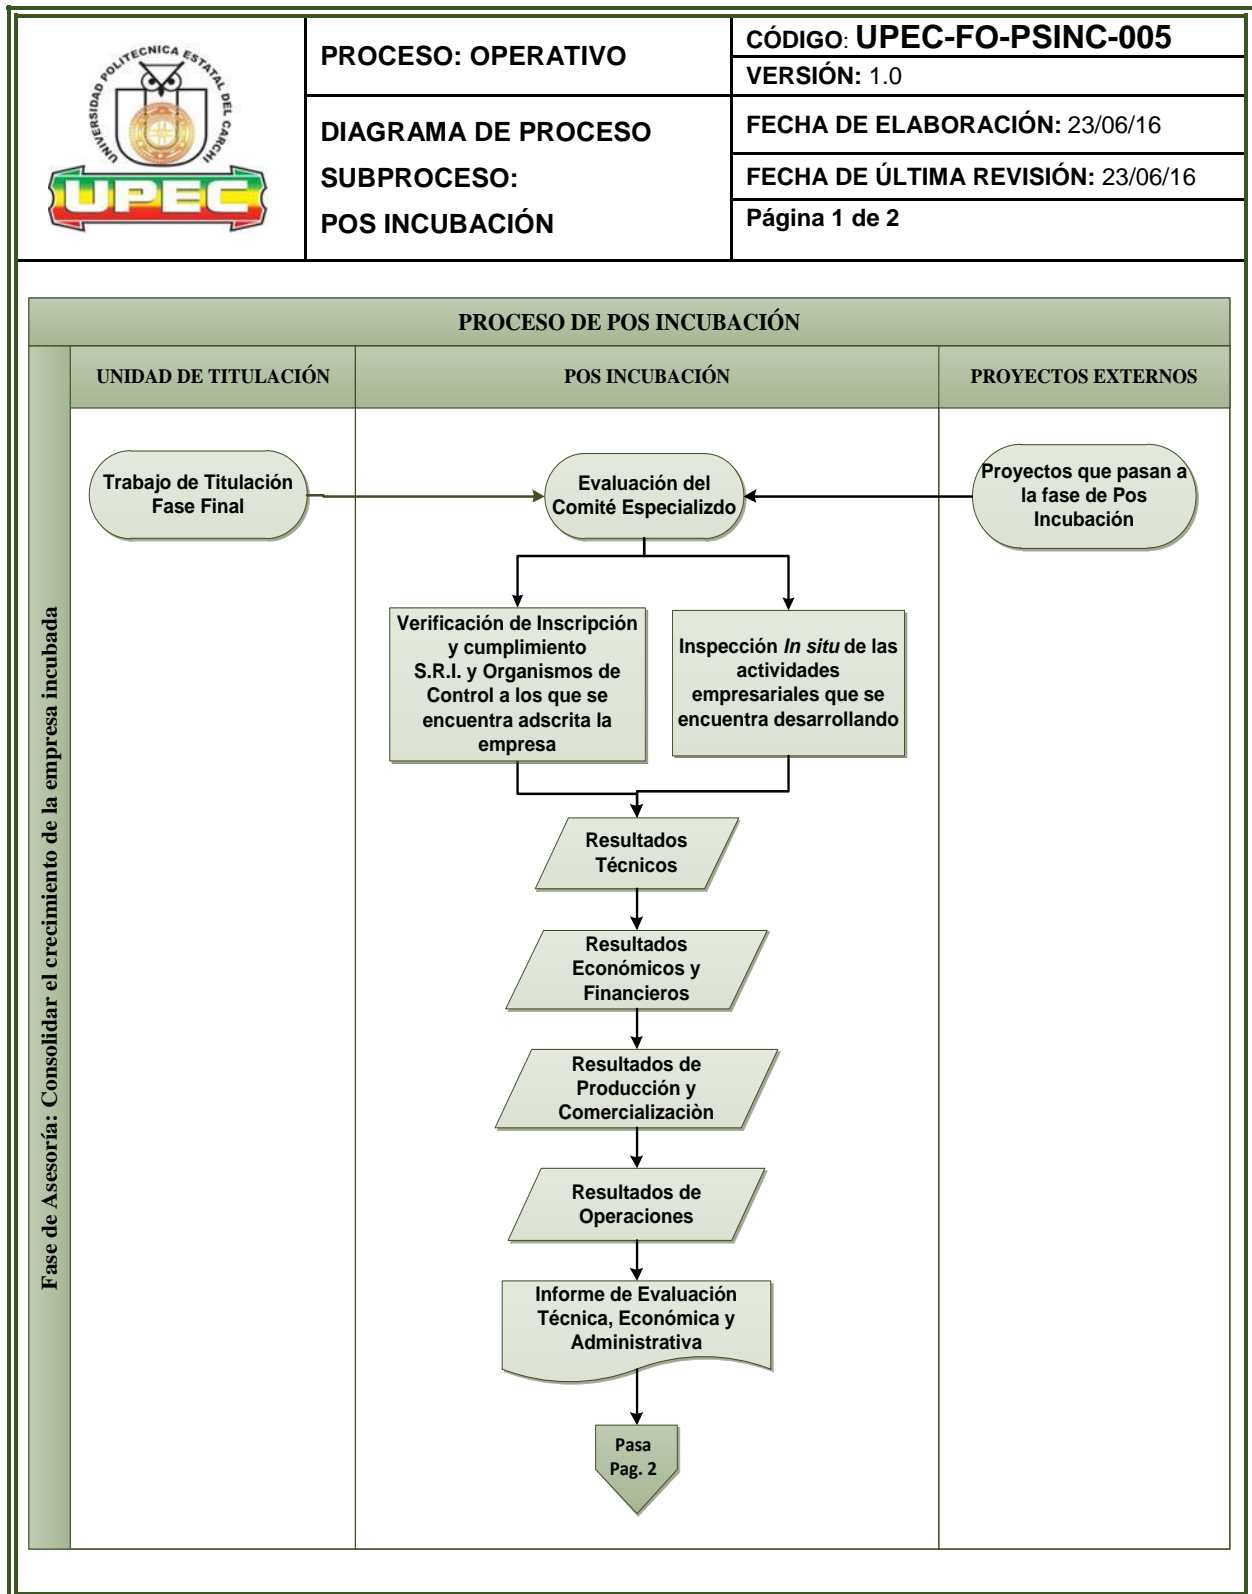 UNIVERSIDAD POLITECNICA ESTATAL DEL CARCHI
UPEC
PROCESO: OPERATIVO
CÓDIGO: UPEC-FO-PSINC-005
VERSIÓN: 1.0
DIAGRAMA DE PROCESO
SUBPROCESO:
POS INCUBACIÓN
FECHA DE ELABORACIÓN: 23/06/16
FECHA DE ÚLTIMA REVISIÓN: 23/06/16
Página 1 de 2
PROCESO DE POS INCUBACIÓN
UNIDAD DE TITULACIÓN
POS INCUBACIÓN
PROYECTOS EXTERNOS
Fase de Asesoría: Consolidar el crecimiento de la empresa incubada
Trabajo de Titulación
Fase Final
Evaluación del
Comité Especializdo
Proyectos que pasan a
la fase de Pos
Incubación
Verificación de Inscripción
y cumplimiento
S.R.I. y Organismos de
Control a los que se
encuentra adscrita la
empresa
Inspección In situ de las
actividades
empresariales que se
encuentra desarrollando
Resultados
Técnicos
Resultados
Económicos y
Financieros
Resultados de
Producción y
Comercializaciòn
Resultados de
Operaciones
Informe de Evaluación
Técnica, Económica y
Administrativa
Pasa
Pag. 2